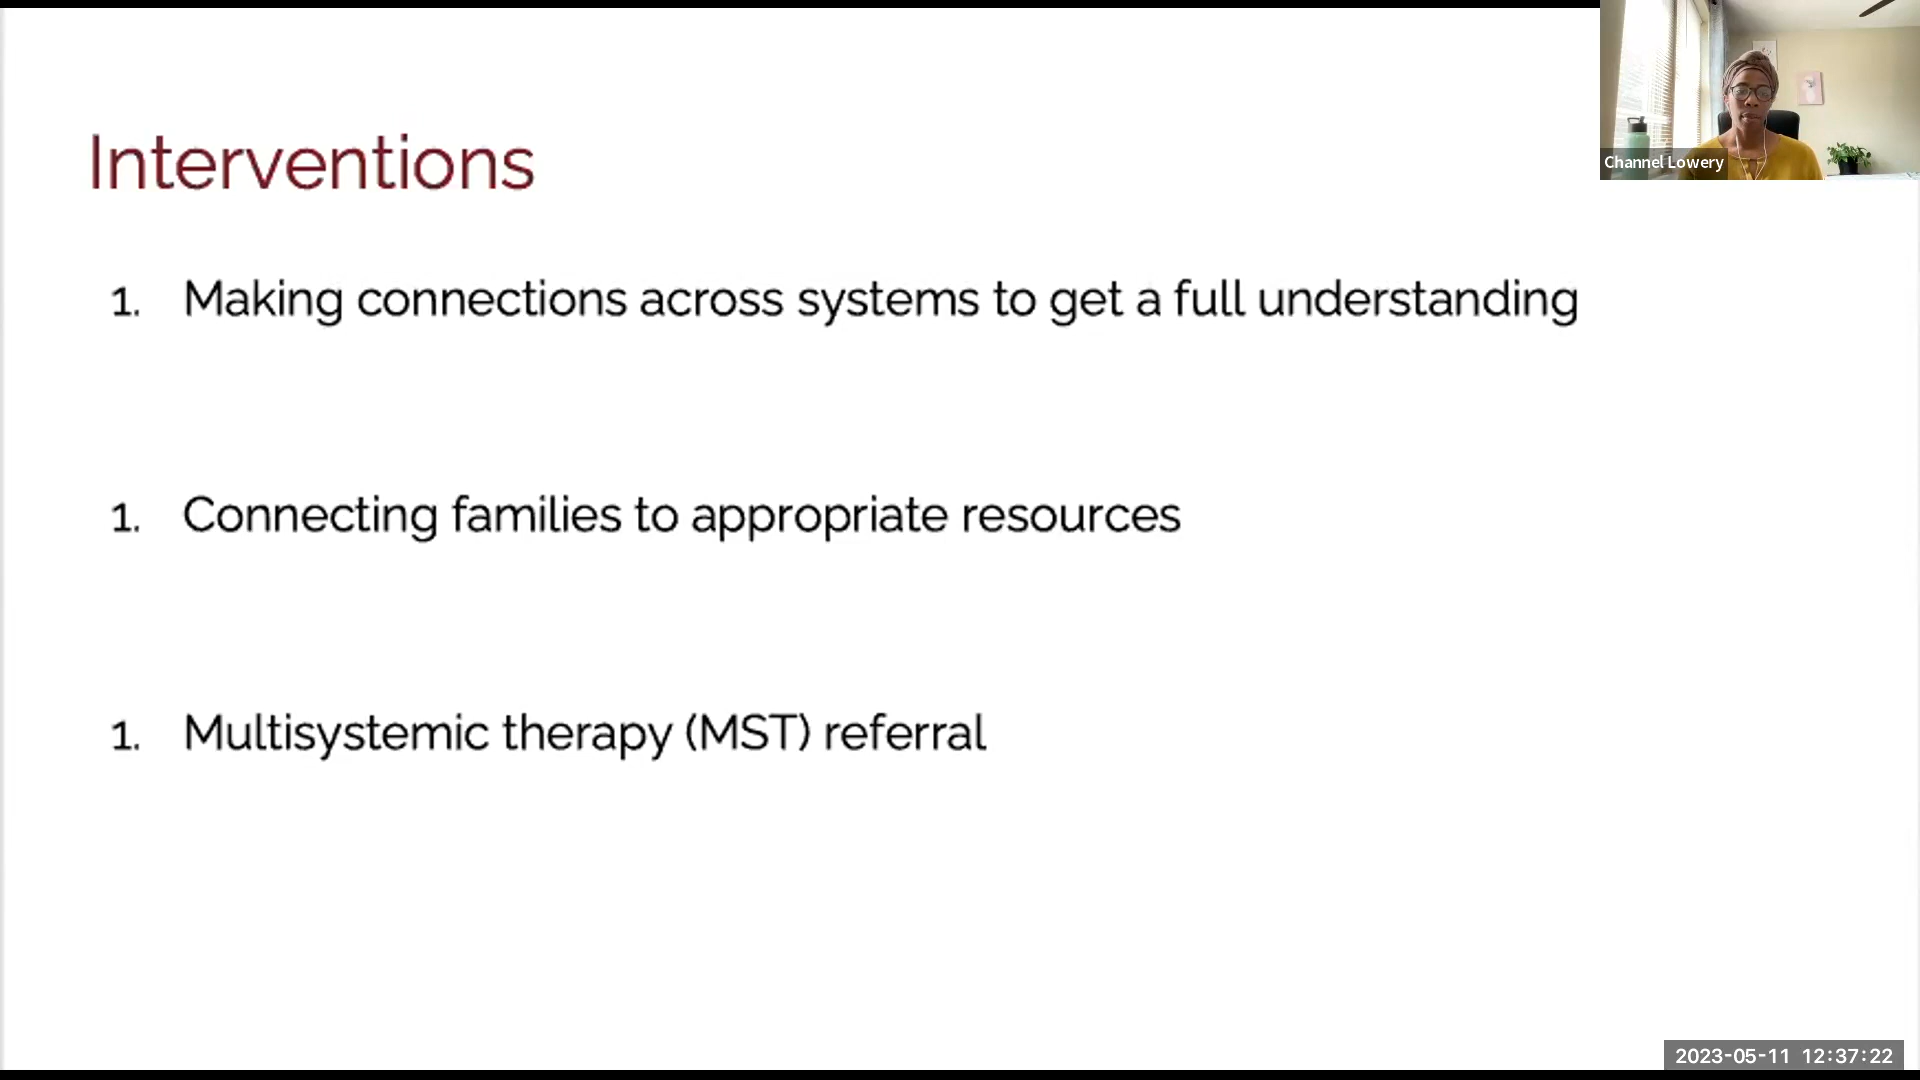 Interventions
1. Making connections across systems to get a full understanding
1. Connecting families to appropriate resources
1. Multisystemic therapy (MST) referral
Channel Lowery
2023-05-11 12:37:22